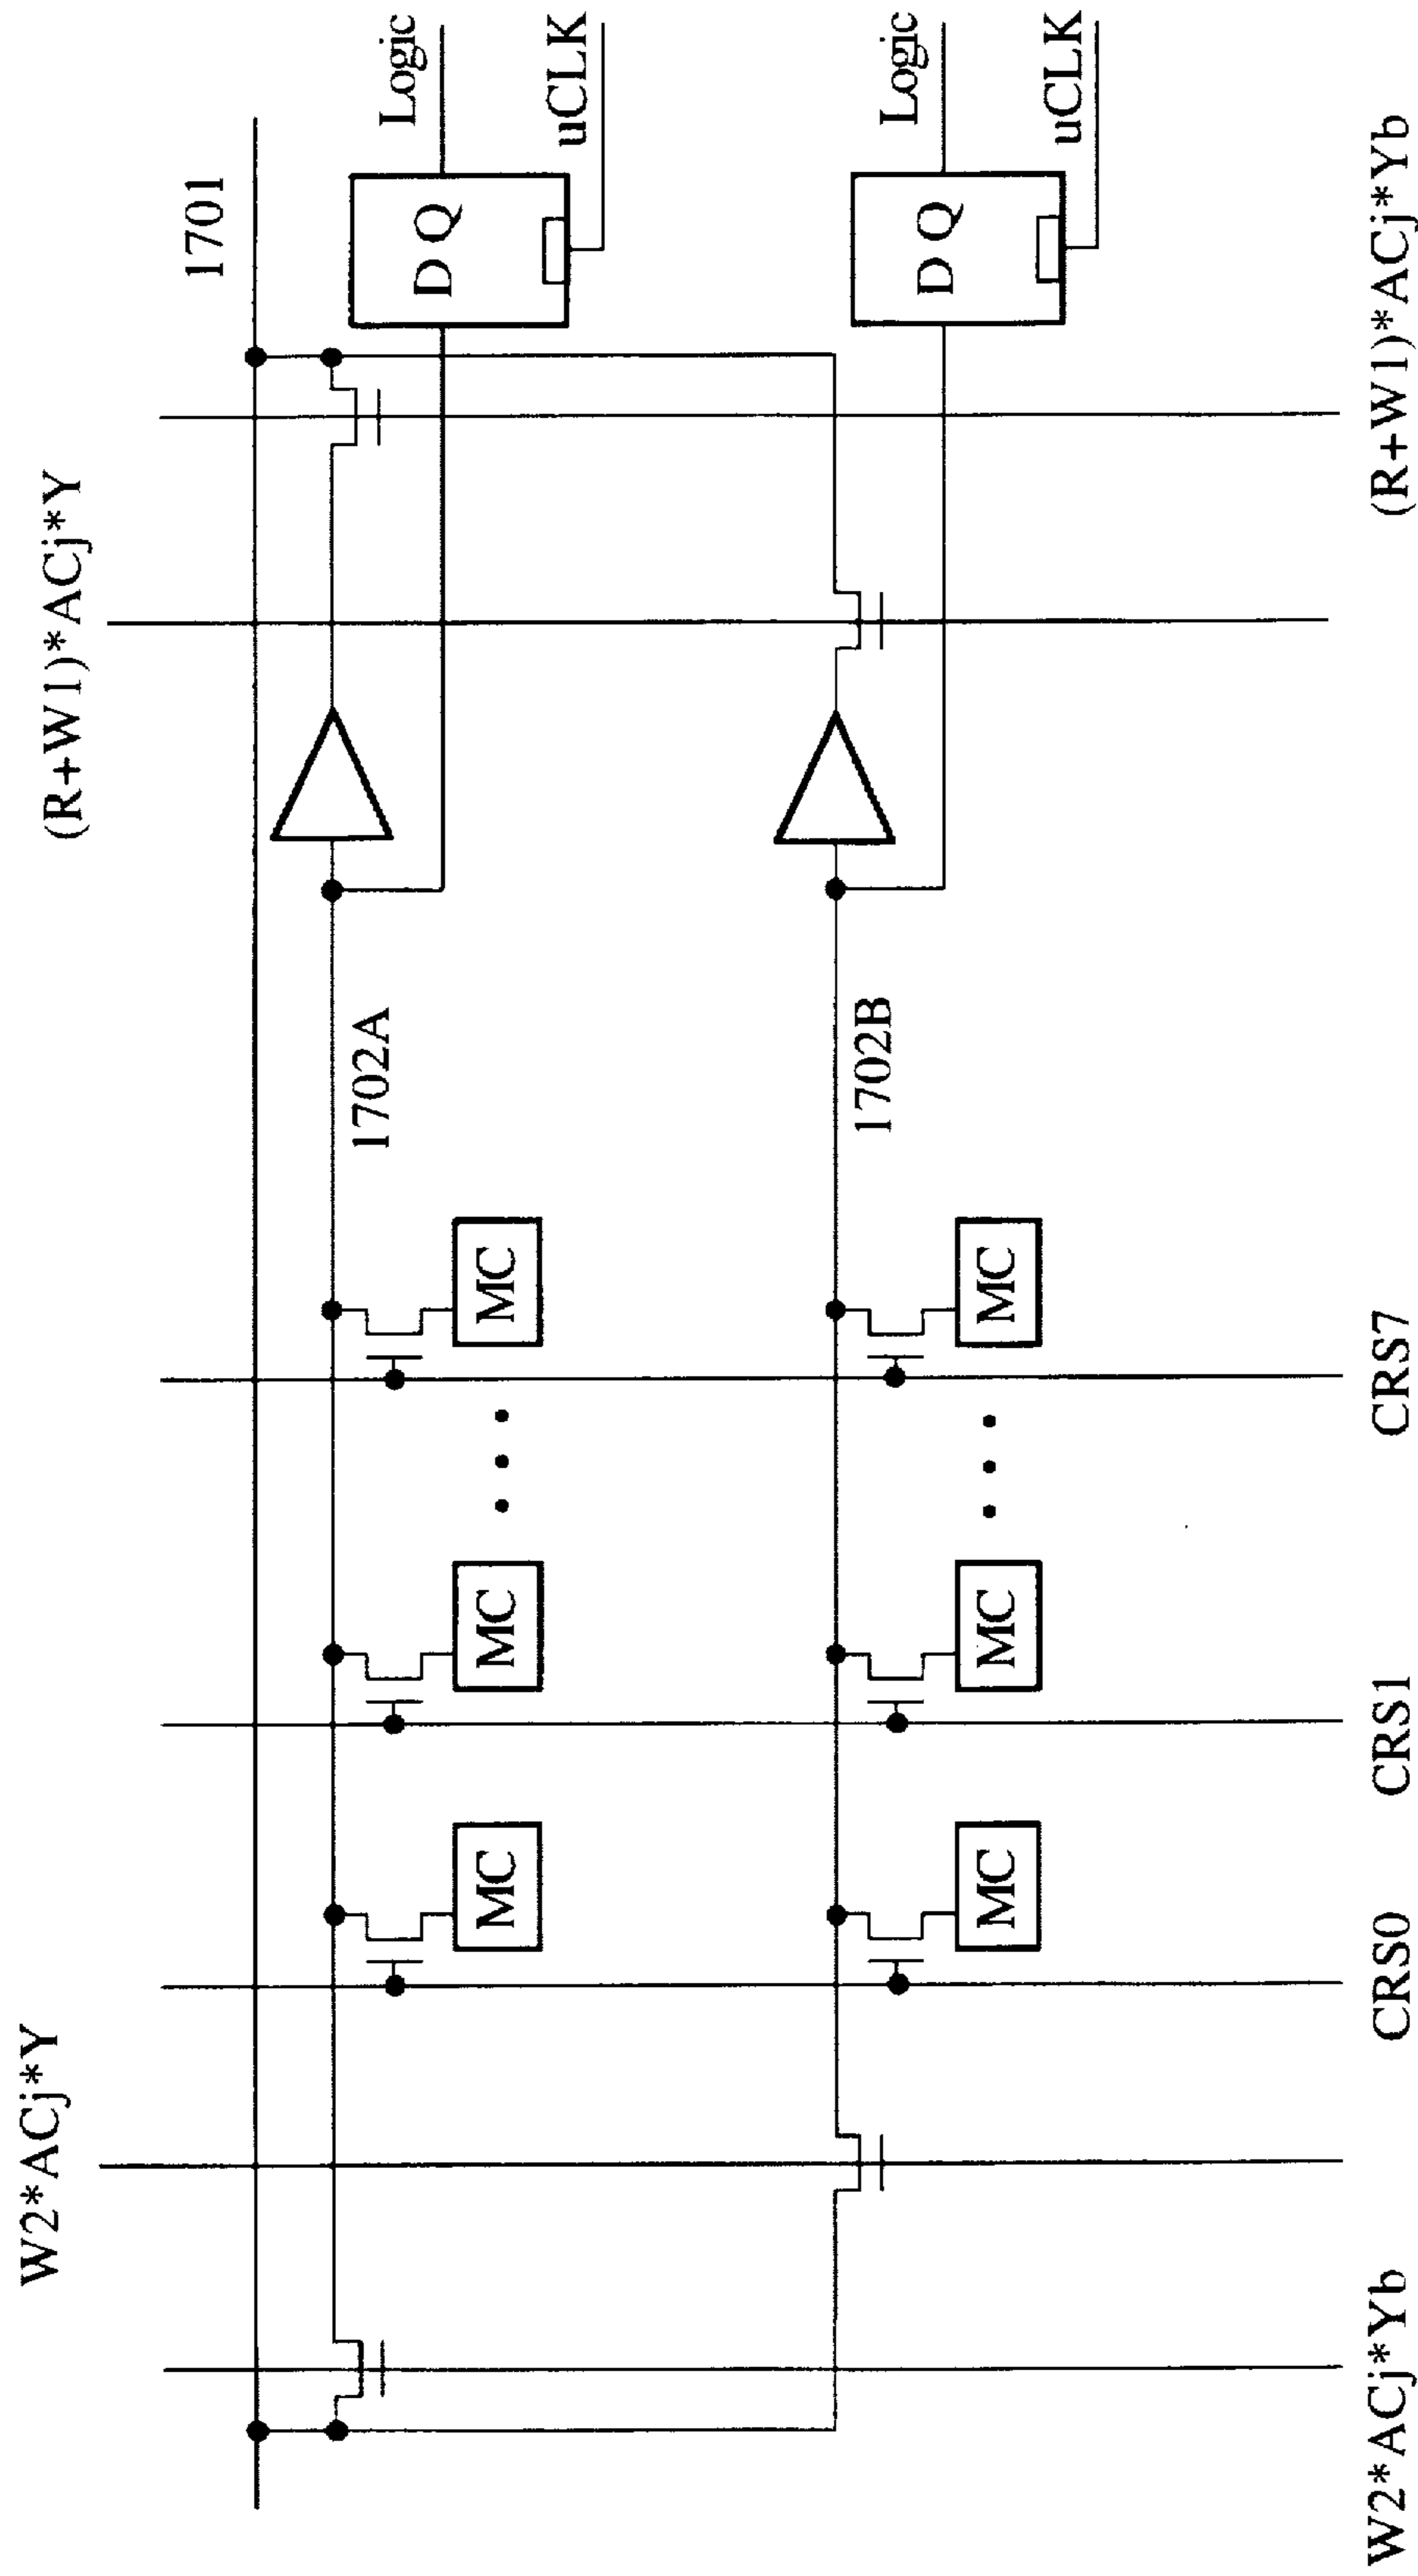 W2*ACj*Y
(R+W1)*ACj*Y
1701
1702A
Logic
D Q
MC
MC
MC
uCLK
1702B
Logic
D Q
MC
MC
MC
uCLK
W2*ACj*Yb
CRS0
CRS1
CRS7
(R+W1)*ACj*Yb